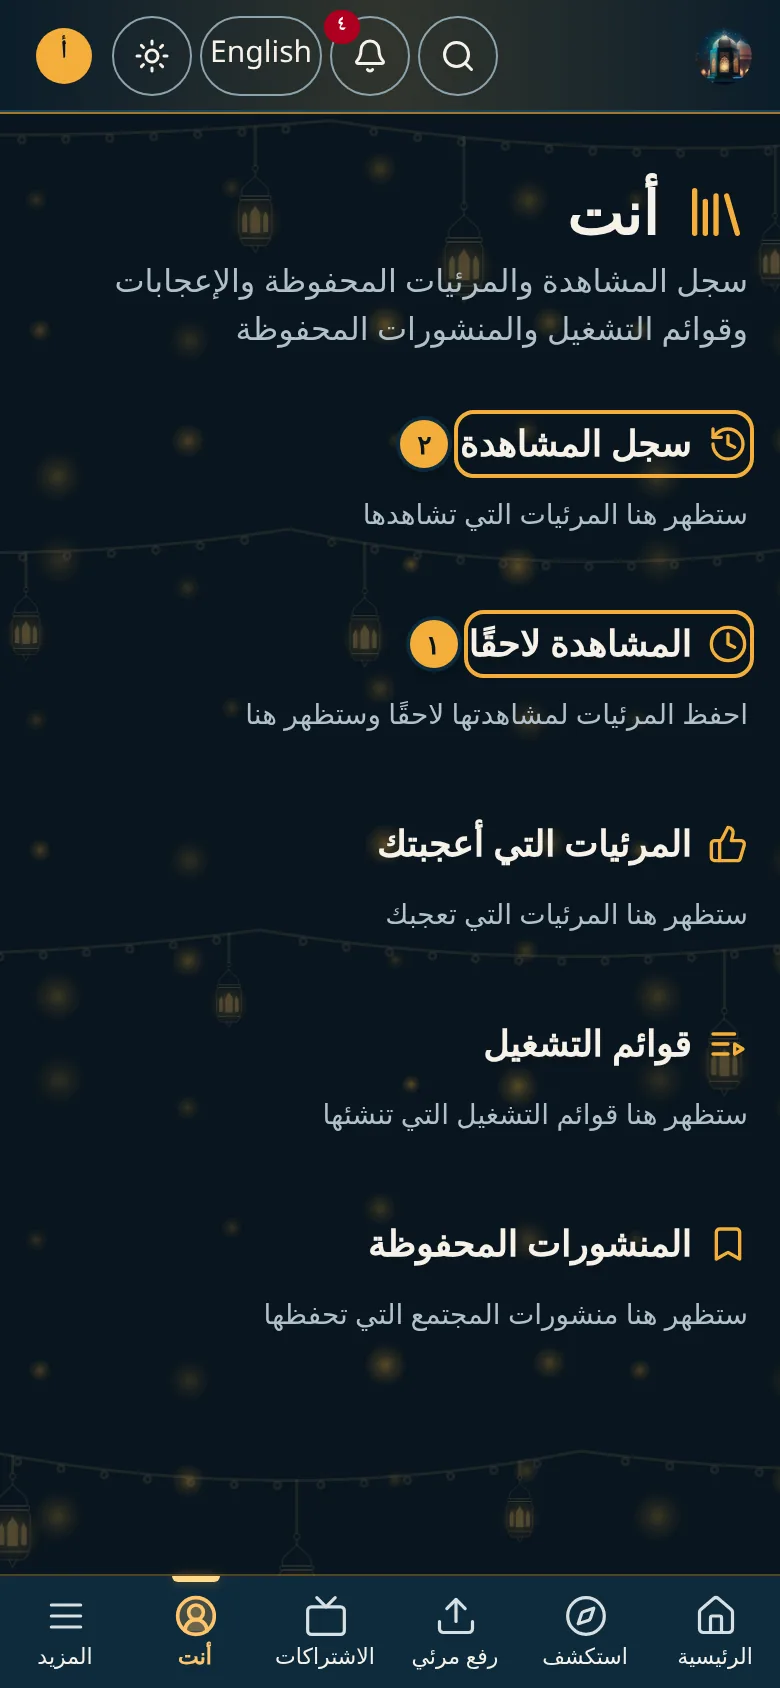 ٤
English
أ
أنت
سجل المشاهدة والمرئيات المحفوظة والإعجابات
وقوائم التشغيل والمنشورات المحفوظة
سجل المشاهدة
٢
ستظهر هنا المرئيات التي تشاهدها
المشاهدة لاحقًا
١
احفظ المرئيات لمشاهدتها لاحقًا وستظهر هنا
المرئيات التي أعجبتك
ستظهر هنا المرئيات التي تعجبك
قوائم التشغيل
ستظهر هنا قوائم التشغيل التي تنشئها
المنشورات المحفوظة
ستظهر هنا منشورات المجتمع التي تحفظها
الرئيسية
استكشف
رفع مرئي
الاشتراكات
أنت
المزيد